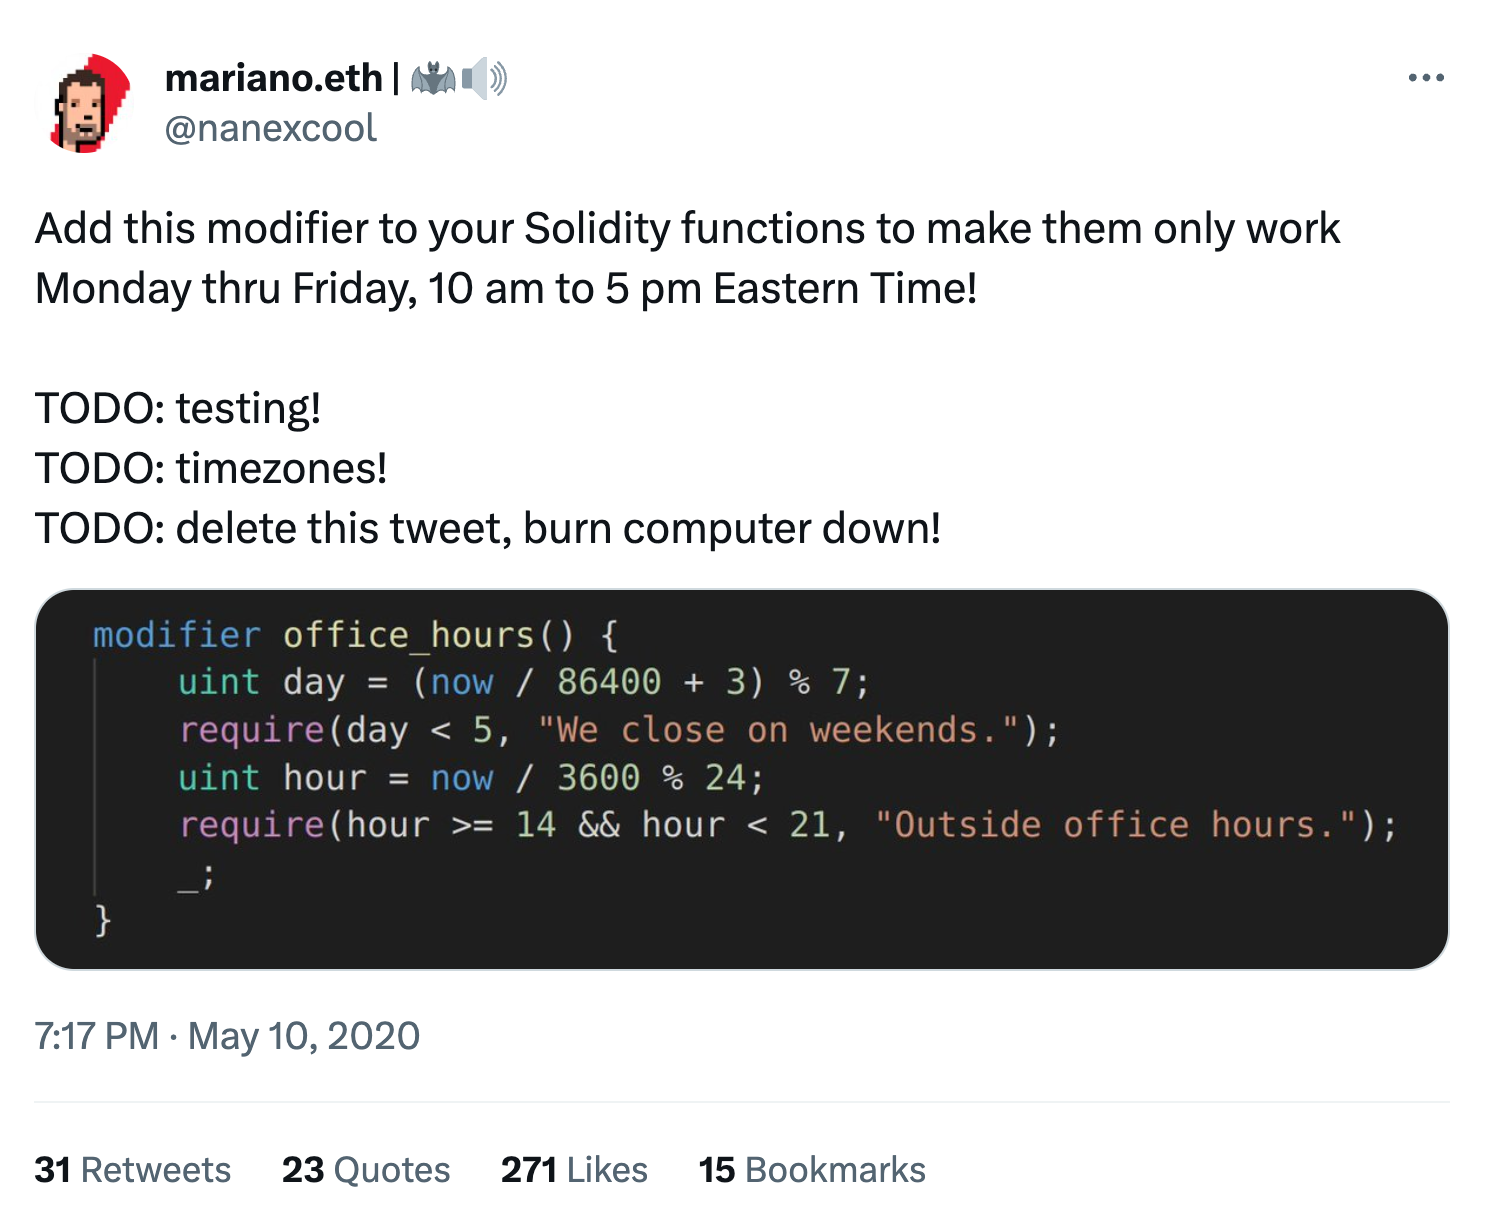 mariano.eth | 🦇🔊
@nanexcool
Add this modifier to your Solidity functions to make them only work
Monday thru Friday, 10 am to 5 pm Eastern Time!
TODO: testing!
TODO: timezones!
TODO: delete this tweet, burn computer down!
modifier office_hours() {
    uint day = (now / 86400 + 3) % 7;
    require(day < 5, "We close on weekends.");
    uint hour = now / 3600 % 24;
    require(hour >= 14 && hour < 21, "Outside office hours.");
    _;
}
7:17 PM · May 10, 2020
31 Retweets 23 Quotes 271 Likes 15 Bookmarks